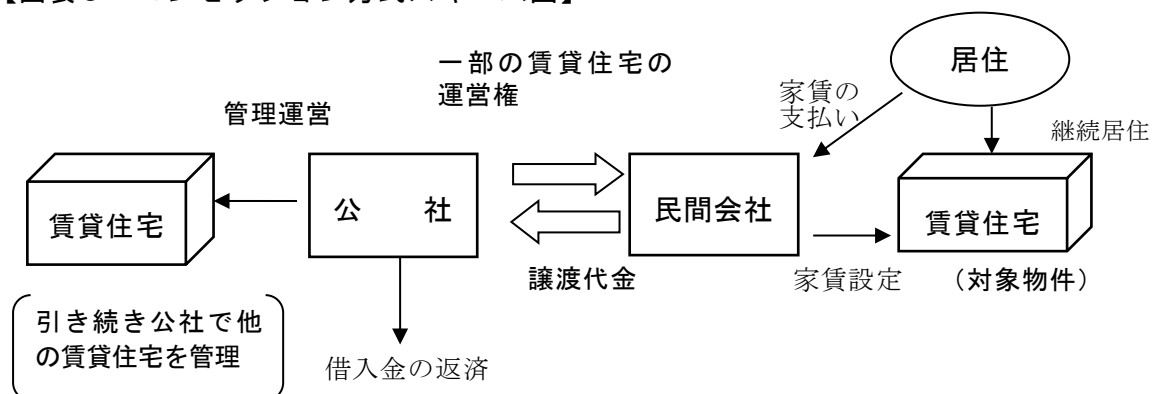 一部の賃貸住宅の
運営権
居住
家賃の
支払い
管理運営
継続居住
賃貸住宅
公 社
民間会社
賃貸住宅
譲渡代金
家賃設定
(対象物件)
引き続き公社で他
の賃貸住宅を管理
借入金の返済